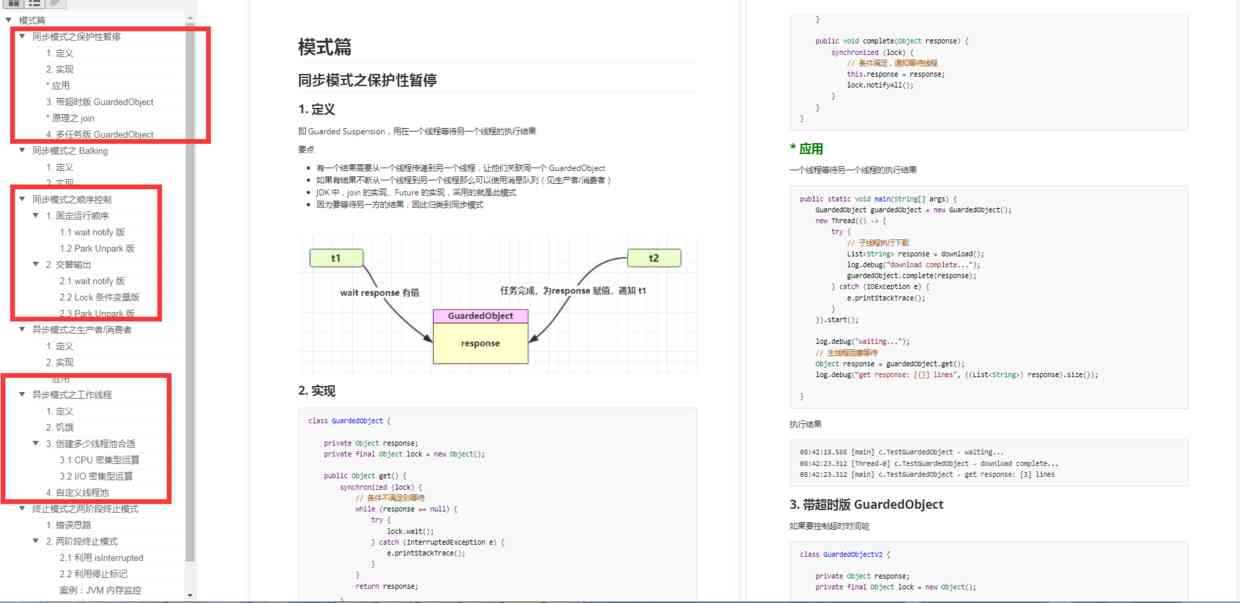 模式篇
同步模式之保护性暂停
1. 定义
2. 实现
* 应用
3. 带超时版 GuardedObject
* 原理之 join
4. 多任务版 GuardedObject
同步模式之 Balking
1. 定义
2. 实现
同步模式之顺序控制
1. 固定运行顺序
1.1 wait notify 版
1.2 Park Unpark 版
2. 交替输出
2.1 wait notify 版
2.2 Lock 条件变量版
2.3 Park Unpark 版
异步模式之生产者/消费者
1. 定义
2. 实现
应用
异步模式之工作线程
1. 定义
2. 饥饿
3. 创建多少线程池合适
3.1 CPU 密集型运算
3.2 I/O 密集型运算
4. 自定义线程池
终止模式之两阶段终止模式
1. 错误思路
2. 两阶段终止模式
2.1 利用 isInterrupted
2.2 利用停止标记
案例：JVM 内存监控
模式篇
同步模式之保护性暂停
1. 定义
即 Guarded Suspension，用在一个线程等待另一个线程的执行结果
要点
有一个结果需要从一个线程传递到另一个线程，让他们关联同一个 GuardedObject
如果有结果不断从一个线程到另一个线程那么可以使用消息队列（见生产者/消费者）
JDK 中，join 的实现、Future 的实现，采用的就是此模式
因为要等待另一方的结果，因此归类到同步模式
t1
t2
wait response 有值
任务完成，为response 赋值，通知 t1
GuardedObject
response
2. 实现
class GuardedObject {
private Object response;
private final Object lock = new Object();
public Object get() {
synchronized (lock) {
// 条件不满足则等待
while (response == null) {
try {
lock.wait();
} catch (InterruptedException e) {
e.printStackTrace();
}
}
return response;
}
}
public void complete(Object response) {
synchronized (lock) {
// 条件满足，通知等待线程
this.response = response;
lock.notifyAll();
}
}
}
* 应用
一个线程等待另一个线程的执行结果
public static void main(String[] args) {
GuardedObject guardedObject = new GuardedObject();
new Thread(() -> {
try {
// 子线程执行下载
List<String> response = download();
log.debug("download complete...");
guardedObject.complete(response);
} catch (IOException e) {
e.printStackTrace();
}
}).start();
log.debug("waiting...");
// 主线程阻塞等待
Object response = guardedObject.get();
log.debug("get response: [{}] lines", ((List<String>) response).size());
}
执行结果
08:42:18.568 [main] c.TestGuardedObject - waiting...
08:42:23.312 [Thread-0] c.TestGuardedObject - download complete...
08:42:23.312 [main] c.TestGuardedObject - get response: [3] lines
3. 带超时版 GuardedObject
如果要控制超时时间呢
class GuardedObjectV2 {
private Object response;
private final Object lock = new Object();